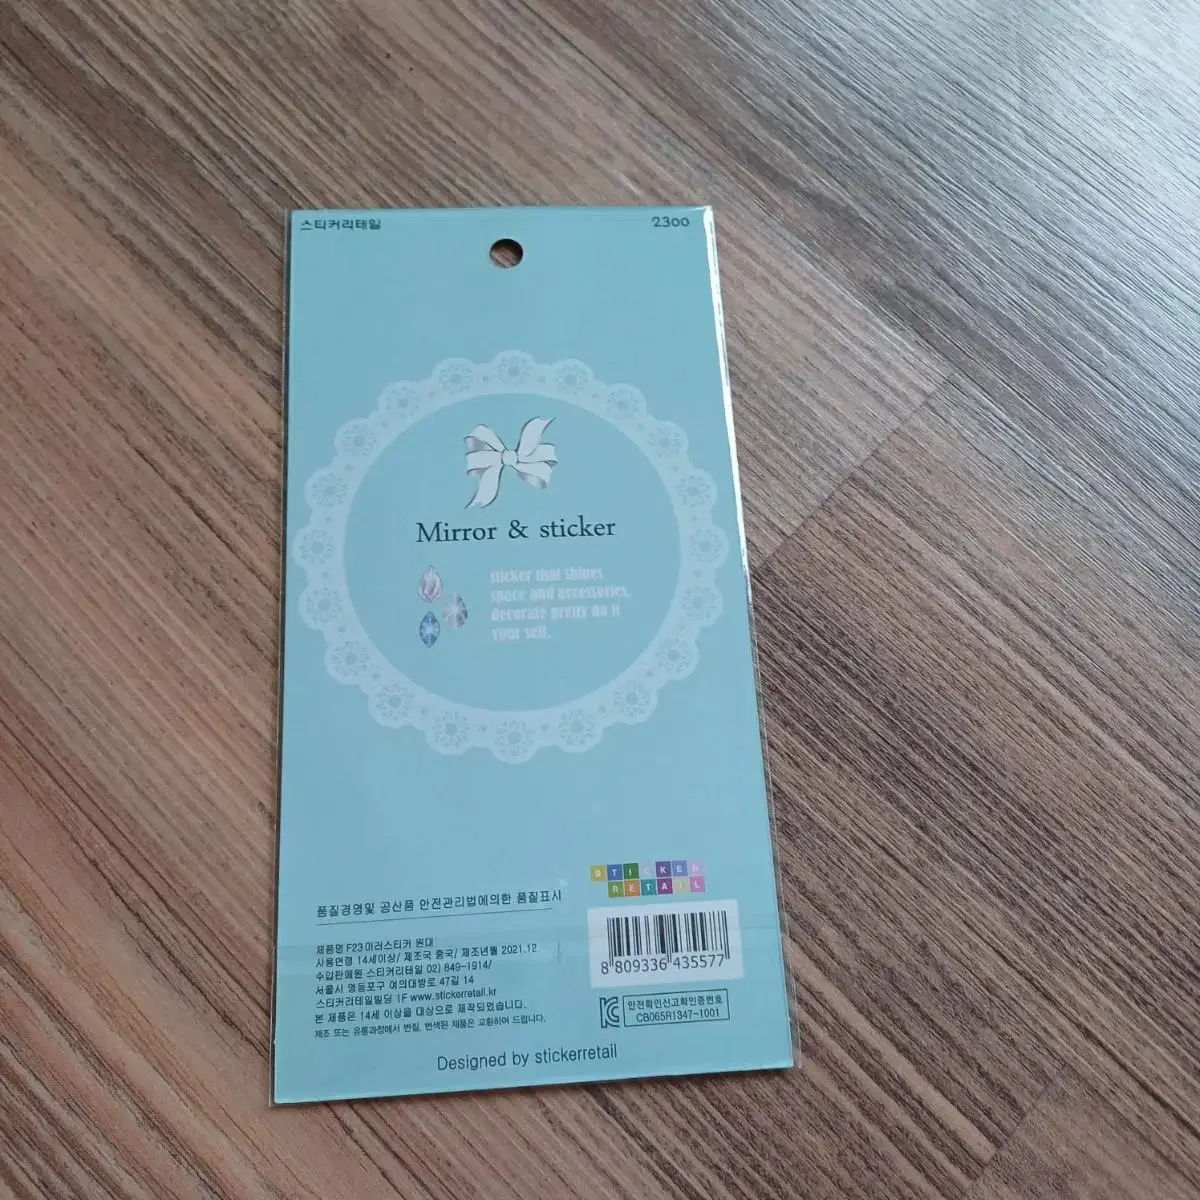 스티커리테일
2300
Mirror & sticker
sticker that shines
space and accessories.
decorate pretty do it
your self.
STICKER
RETAIL
품질경영및 공산품 안전관리법에의한 품질표시
제품명 F23미러스티커 원대
사용연령 14세이상/ 제조국 중국/ 제조년월 2021.12
수입판매원 스티커리테일 02) 849-1914/
서울시 영등포구 여의대방로 47길 14
스티커리테일빌딩 1F www.stickerretail.kr
본 제품은 14세 이상을 대상으로 제작되었습니다.
제조 또는 유통과정에서 변질, 변색된 제품은 교환하여 드립니다.
8 809336 435577
안전확인신고확인증번호
CB065R1347-1001
Designed by stickerretail